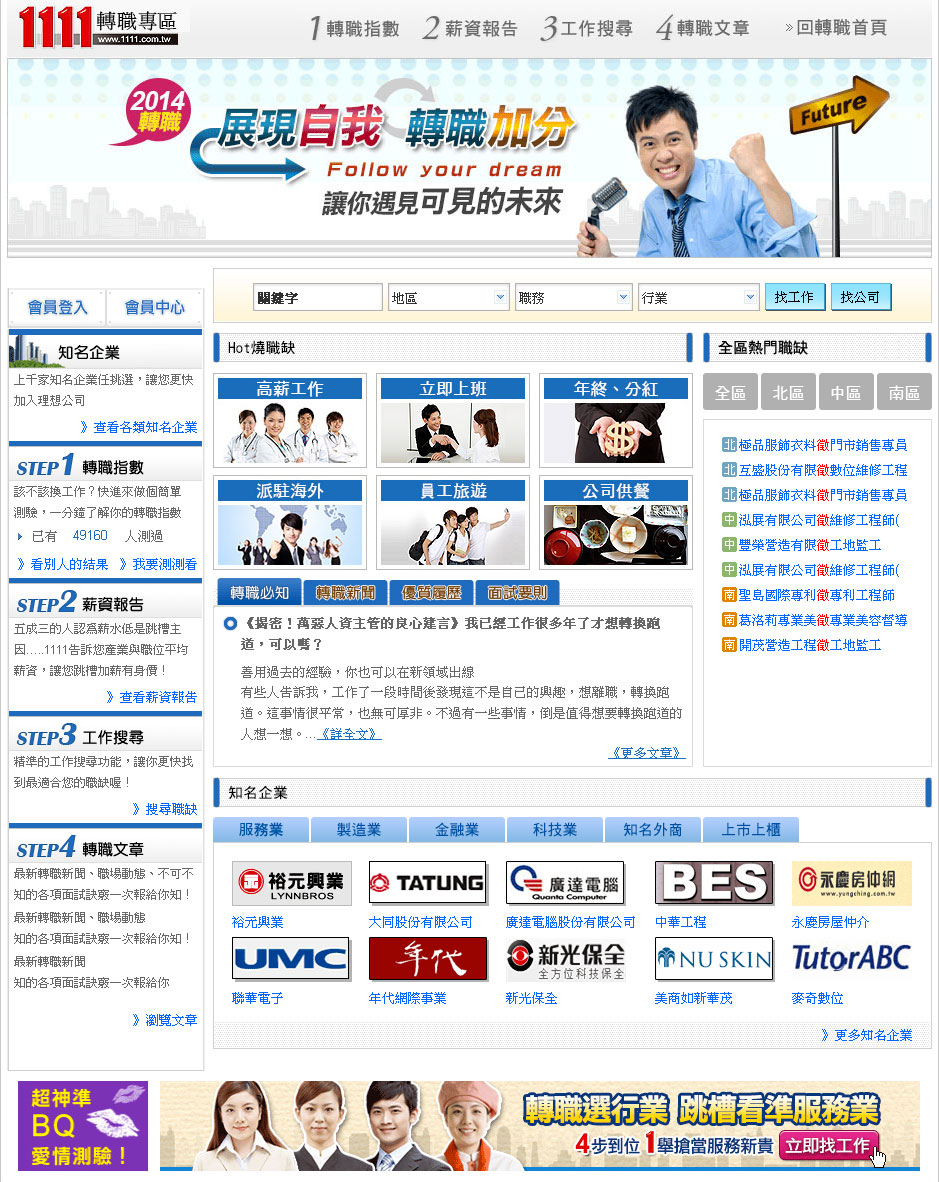 1111 轉職專區
www.1111.com.tw
1 轉職指數 2 薪資報告 3 工作搜尋 4 轉職文章 » 回轉職首頁
2014
轉職
展現自我 轉職加分
Follow your dream
讓你遇見可見的未來
Future
會員登入 會員中心
知名企業
上千家知名企業任挑選，讓您更快
加入理想公司
》查看各類知名企業
STEP1 轉職指數
該不該換工作？快進來做個簡單
測驗，一分鐘了解你的轉職指數
已有 49160 人測過
》看別人的結果 》我要測測看
STEP2 薪資報告
五成三的人認為薪水低是跳槽主
因.....1111告訴您產業與職位平均
薪資，讓您跳槽加薪有身價！
》查看薪資報告
STEP3 工作搜尋
精準的工作搜尋功能，讓你更快找
到最適合您的職缺喔！
》搜尋職缺
STEP4 轉職文章
最新轉職新聞、職場動態、不可不
知的各項面試訣竅一次報給你知！
最新轉職新聞、職場動態
知的各項面試訣竅一次報給你知！
最新轉職新聞
知的各項面試訣竅一次報給你
》瀏覽文章
關鍵字 地區 職務 行業 找工作 找公司
Hot燒職缺
高薪工作 立即上班 年終、分紅
派駐海外 員工旅遊 公司供餐
轉職必知 轉職新聞 優質履歷 面試要則
《揭密！萬惡人資主管的良心建言》我已經工作很多年了才想轉換跑
道，可以嗎？
善用過去的經驗，你也可以在新領域出線
有些人告訴我，工作了一段時間後發現這不是自己的興趣，想離職，轉換跑
道。這事情很平常，也無可厚非。不過有一些事情，倒是值得想要轉換跑道的
人想一想。...《詳全文》
《更多文章》
全區熱門職缺
全區 北區 中區 南區
北 極品服飾衣料徵門市銷售專員
北 互盛股份有限徵數位維修工程
北 極品服飾衣料徵門市銷售專員
中 泓展有限公司徵維修工程師(
中 豐榮營造有限徵工地監工
中 泓展有限公司徵維修工程師(
南 聖島國際專利徵專利工程師
南 葛洛莉專業美徵專業美容督導
南 開茂營造工程徵工地監工
知名企業
服務業 製造業 金融業 科技業 知名外商 上市上櫃
裕元興業 LYNNBROS TATUNG 廣達電腦 Quanta Computer BES 永慶房仲網 www.yungching.com.tw
裕元興業 大同股份有限公司 廣達電腦股份有限公司 中華工程 永慶房屋仲介
UMC 年代 新光保全 全方位科技保全 NU SKIN TutorABC
聯華電子 年代網際事業 新光保全 美商如新華茂 麥奇數位
》更多知名企業
超神準
BQ
愛情測驗！
轉職選行業 跳槽看準服務業
4步到位 1舉搶當服務新貴 立即找工作